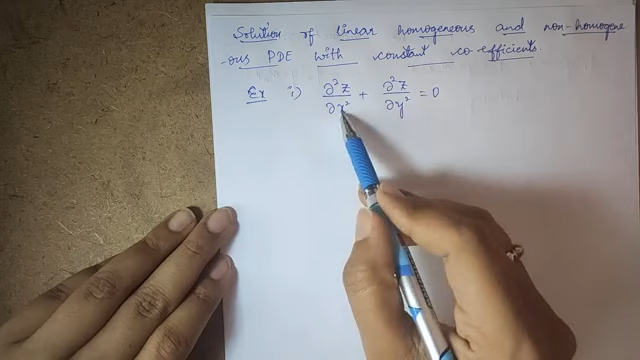 Solution of linear homogeneous and non-homogene
-ous PDE with constant co-efficients.
Ex i) ∂²z/∂x² + ∂²z/∂y² = 0